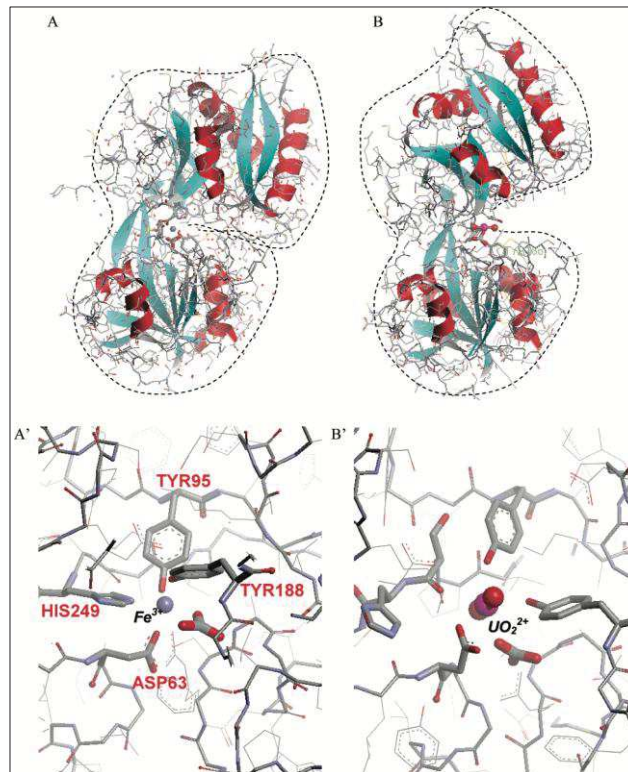 A
B
A'
B'
TYR95
TYR188
HIS249
Fe3+
UO₂²⁺
ASP63